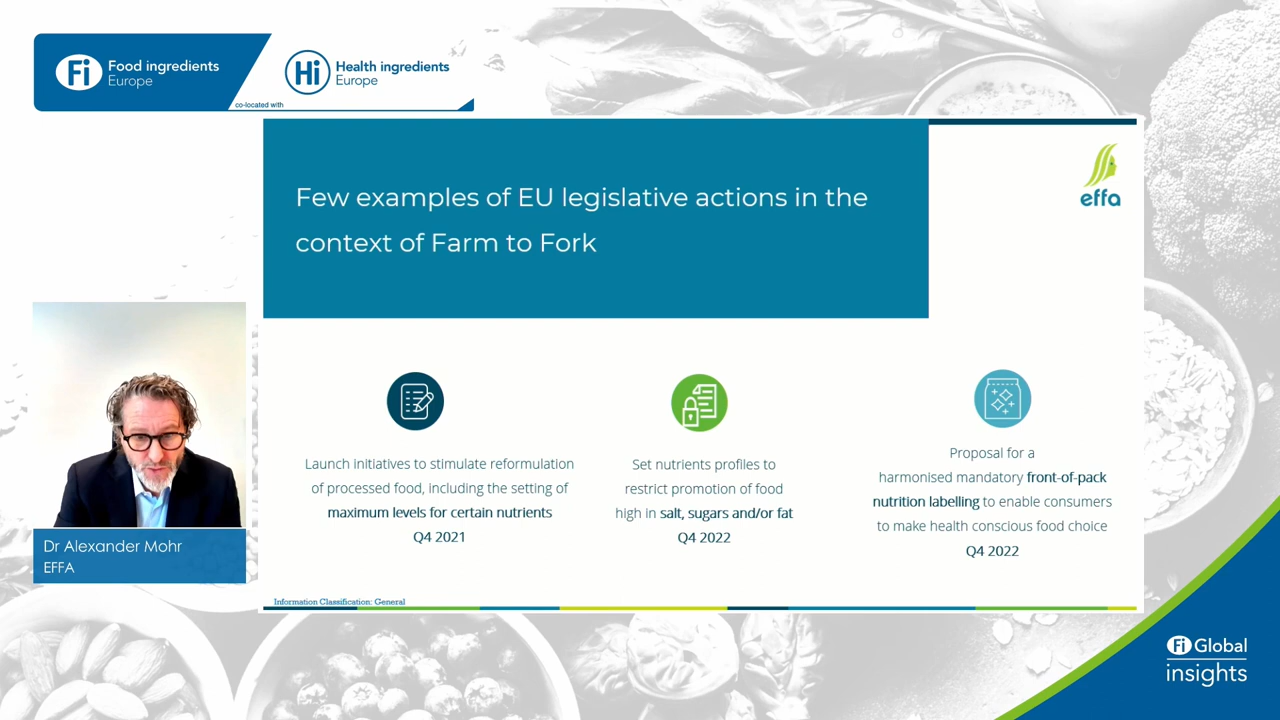 Fi
Food ingredients
Europe
Hi
Health ingredients
Europe
co-located with
Few examples of EU legislative actions in the
context of Farm to Fork
effa
Launch initiatives to stimulate reformulation
of processed food, including the setting of
maximum levels for certain nutrients
Q4 2021
Set nutrients profiles to
restrict promotion of food
high in salt, sugars and/or fat
Q4 2022
Proposal for a
harmonised mandatory front-of-pack
nutrition labelling to enable consumers
to make health conscious food choice
Q4 2022
Dr Alexander Mohr
EFFA
Information Classification: General
Fi Global
insights